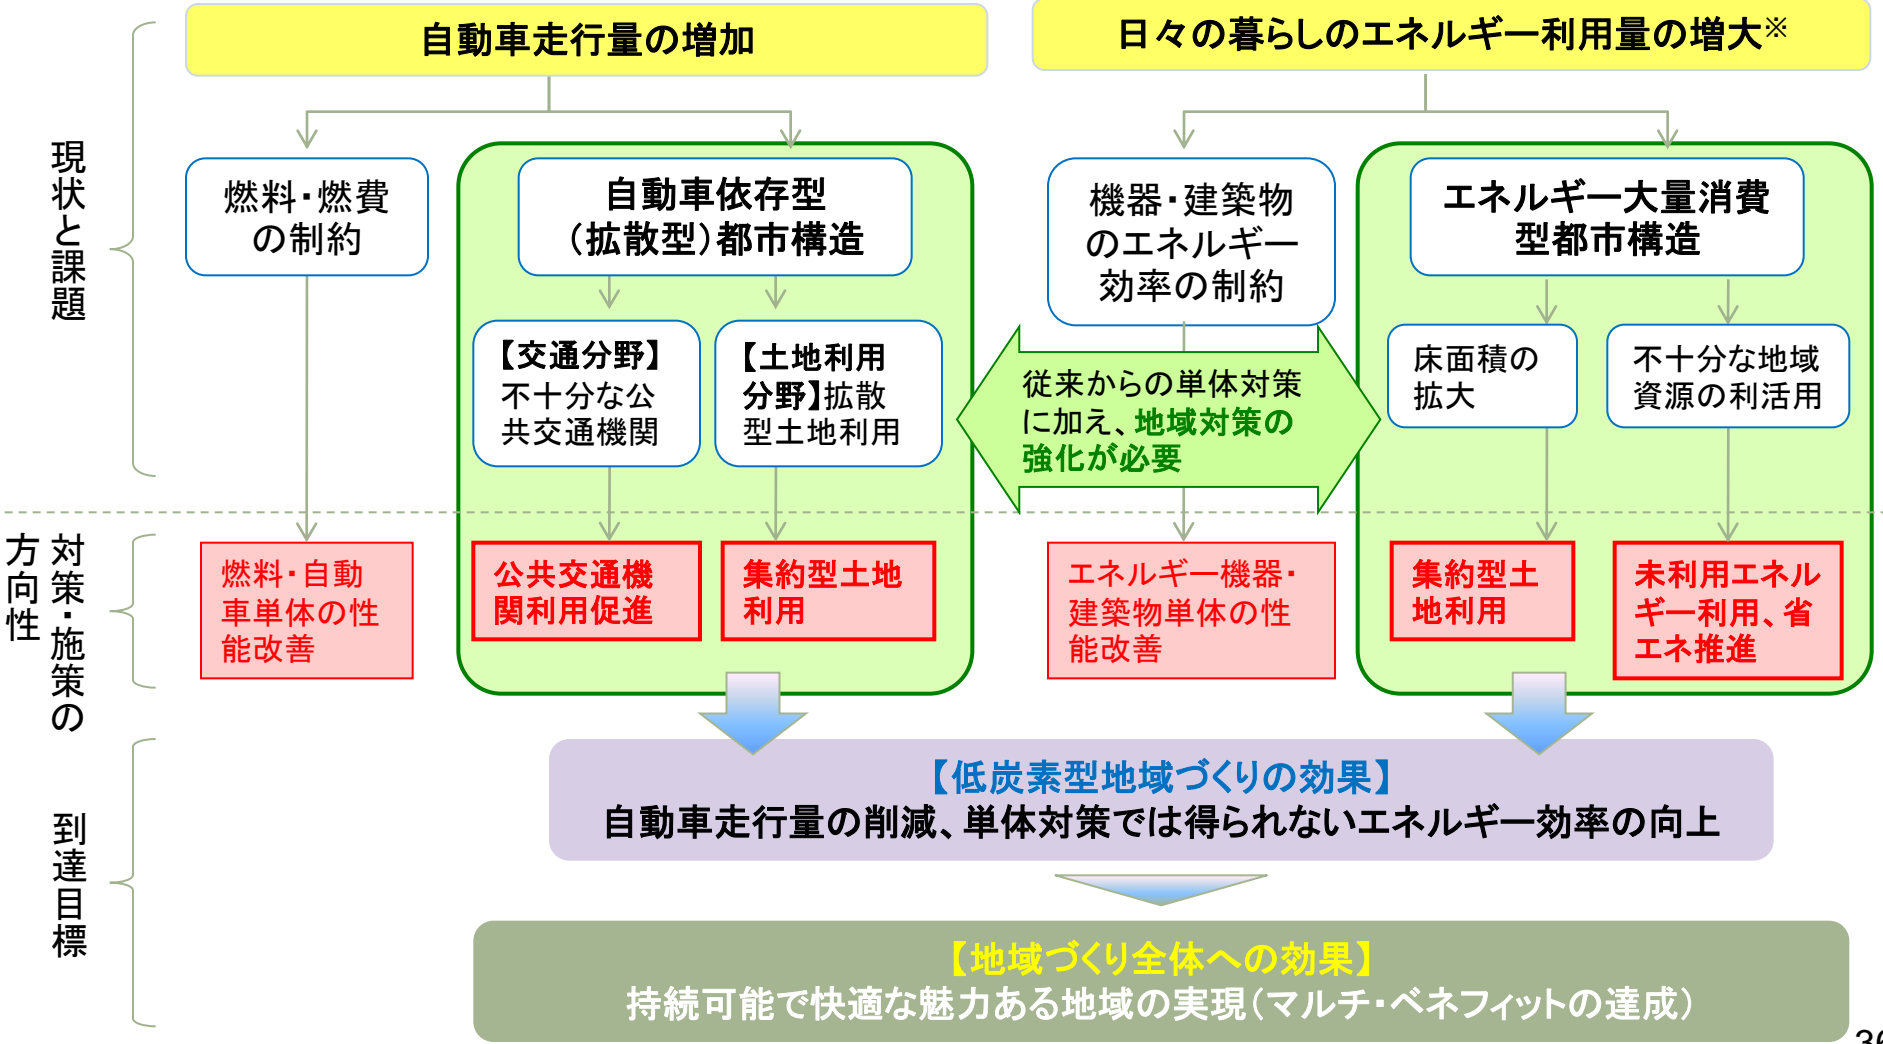 自動車走行量の増加
日々の暮らしのエネルギー利用量の増大※
現状と課題
燃料・燃費
の制約
自動車依存型
（拡散型）都市構造
機器・建築物
のエネルギー
効率の制約
エネルギー大量消費
型都市構造
【交通分野】
不十分な公
共交通機関
【土地利用
分野】拡散
型土地利用
従来からの単体対策
に加え、地域対策の
強化が必要
床面積の
拡大
不十分な地域
資源の利活用
対策・施策の
方向性
燃料・自動
車単体の性
能改善
公共交通機
関利用促進
集約型土地
利用
エネルギー機器・
建築物単体の性
能改善
集約型土
地利用
未利用エネル
ギー利用、省
エネ推進
到達目標
【低炭素型地域づくりの効果】
自動車走行量の削減、単体対策では得られないエネルギー効率の向上
【地域づくり全体への効果】
持続可能で快適な魅力ある地域の実現（マルチ・ベネフィットの達成）